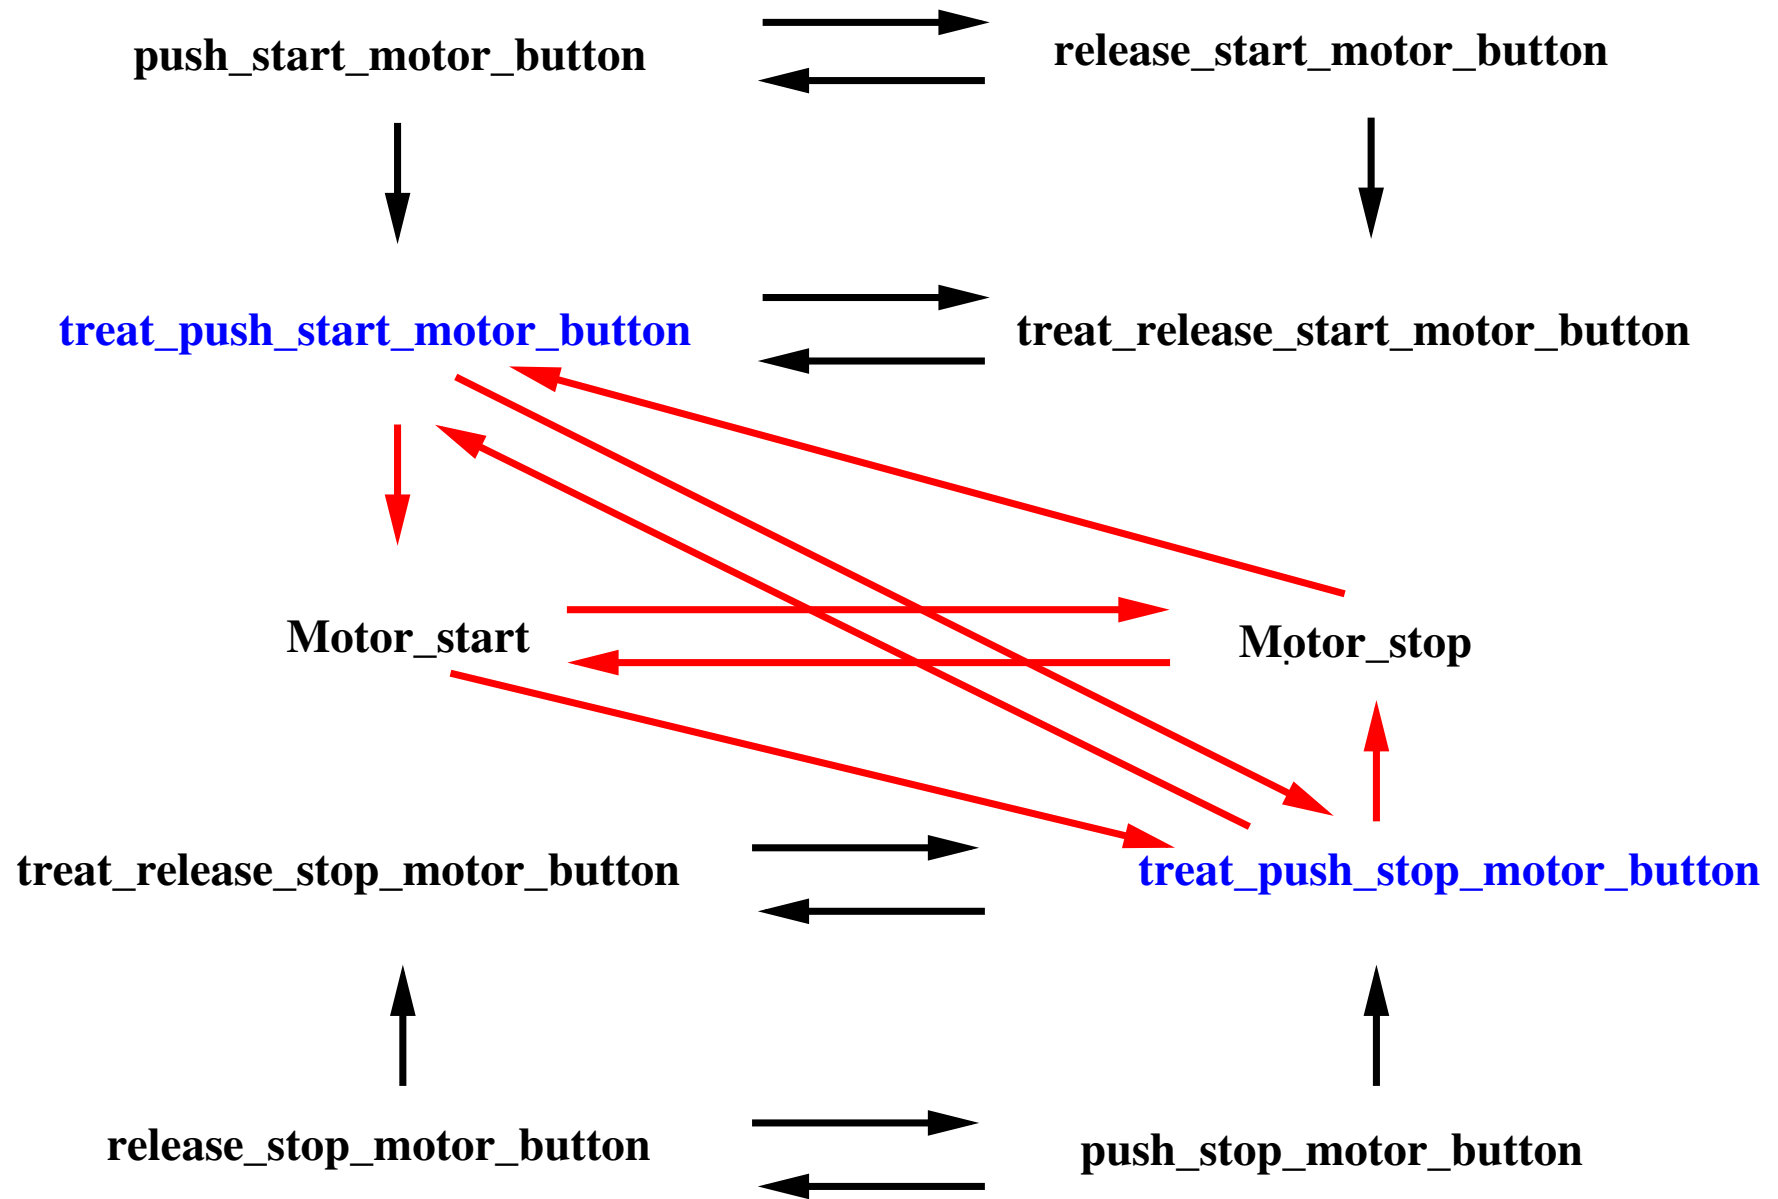 push_start_motor_button
release_start_motor_button
treat_push_start_motor_button
treat_release_start_motor_button
Motor_start
Motor_stop
treat_release_stop_motor_button
treat_push_stop_motor_button
release_stop_motor_button
push_stop_motor_button